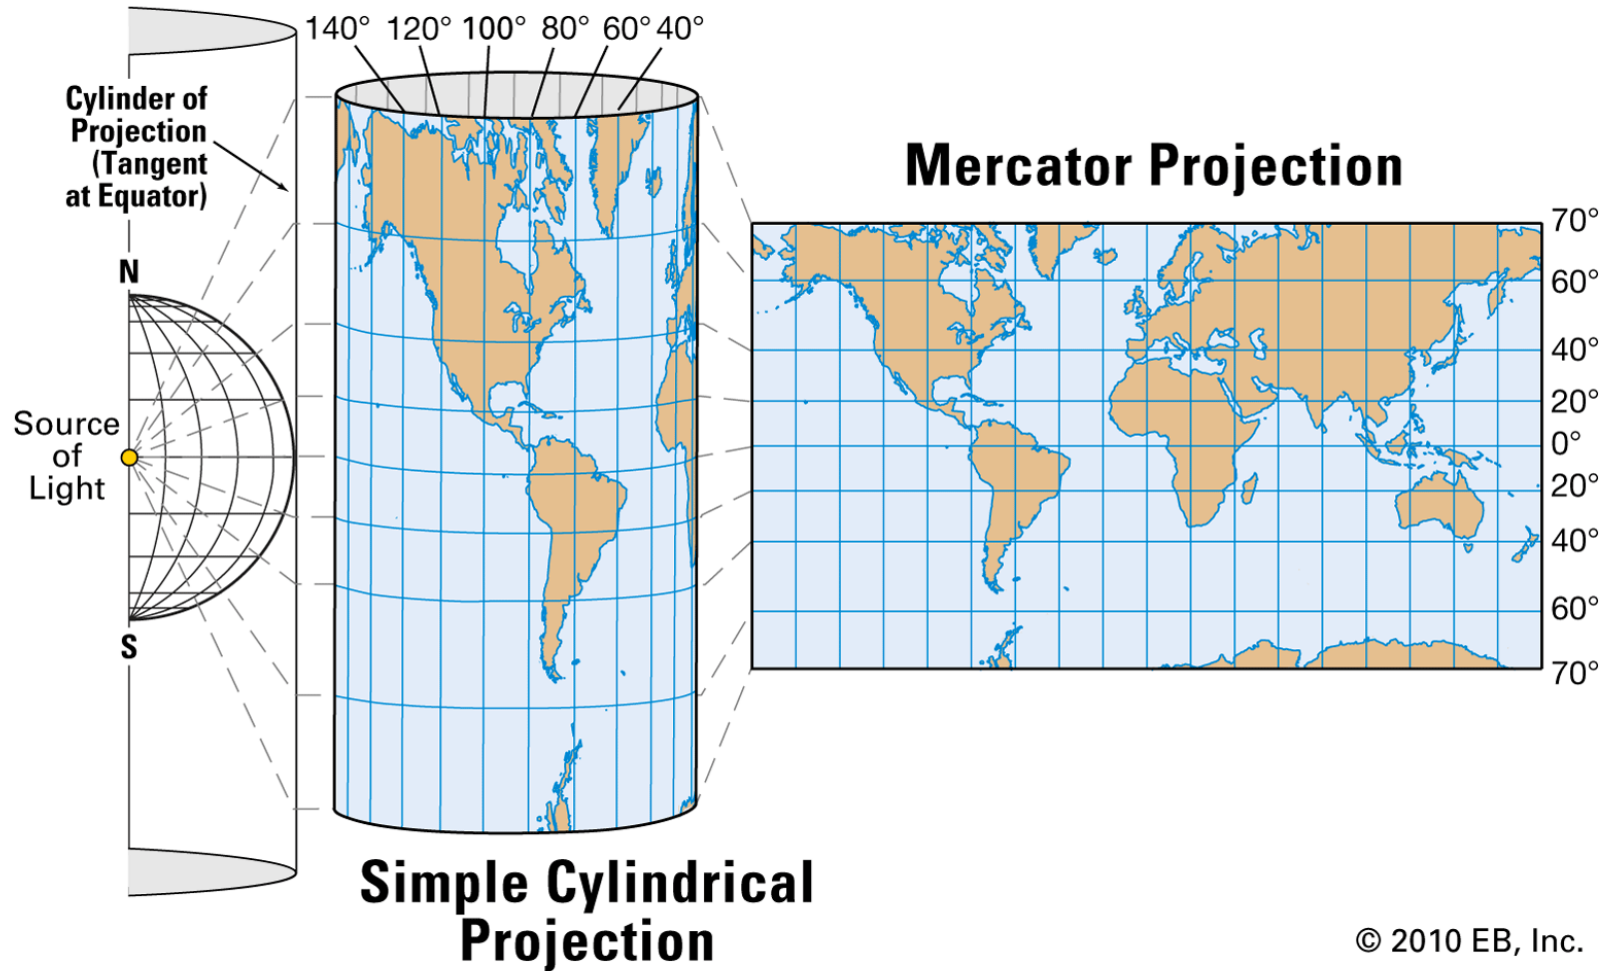 140° 120° 100° 80° 60° 40°
Cylinder of
Projection
(Tangent
at Equator)
N
Source
of
Light
S
Simple Cylindrical
Projection
Mercator Projection
70°
60°
40°
20°
0°
20°
40°
60°
70°
© 2010 EB, Inc.